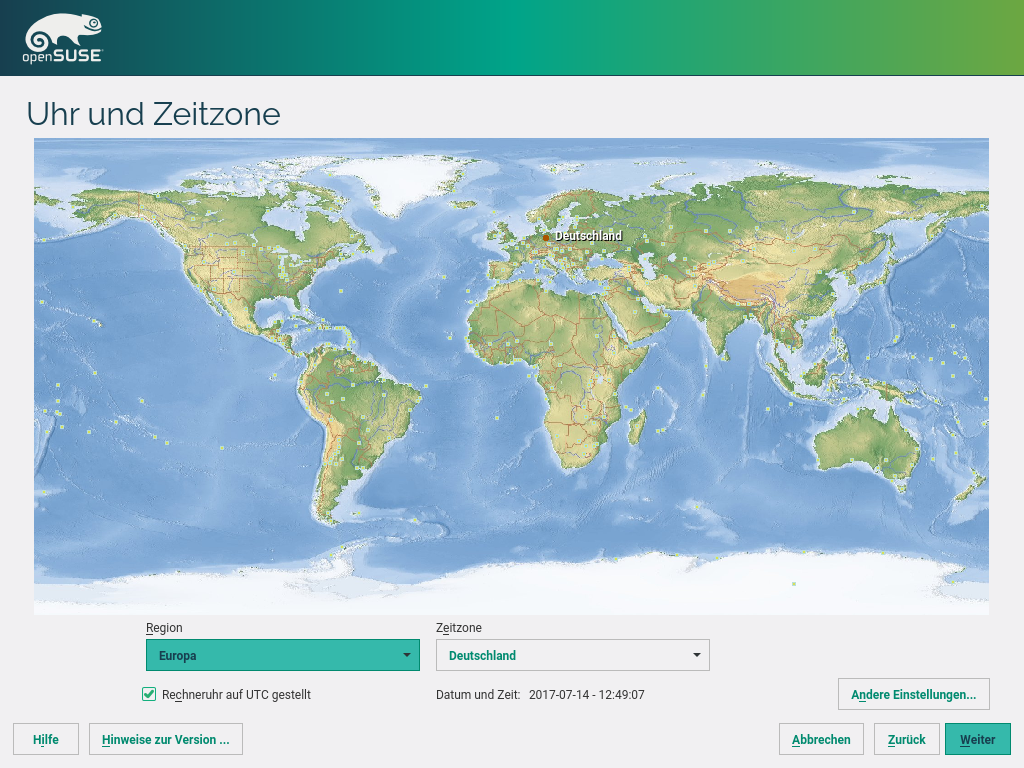 openSUSE
Uhr und Zeitzone
Deutschland
Region
Zeitzone
Europa
Deutschland
Rechneruhr auf UTC gestellt
Datum und Zeit: 2017-07-14 - 12:49:07
Andere Einstellungen...
Hilfe
Hinweise zur Version ...
Abbrechen
Zurück
Weiter